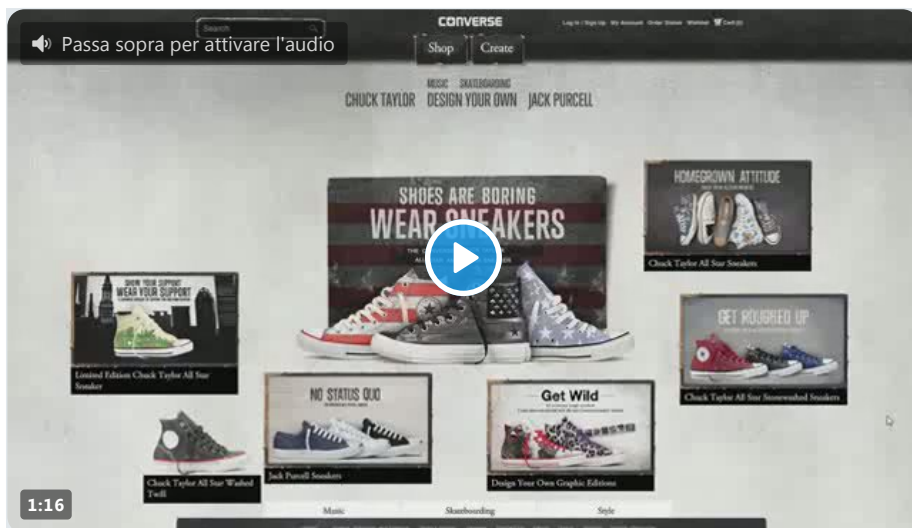 Search
CONVERSE
Log In / Sign Up My Account Order Status Wishlist Cart (0)
Passa sopra per attivare l'audio
Shop Create
MUSIC SKATEBOARDING
CHUCK TAYLOR DESIGN YOUR OWN JACK PURCELL
SHOES ARE BORING
WEAR SNEAKERS
HOMEGROWN ATTITUDE
Chuck Taylor All Star Sneakers
SHOW YOUR SUPPORT
WEAR YOUR SUPPORT
Limited Edition Chuck Taylor All Star
Sneaker
GET ROUGHED UP
Chuck Taylor All Star Stonewashed Sneakers
NO STATUS QUO
Jack Purcell Sneakers
Get Wild
Design Your Own Graphic Editions
Chuck Taylor All Star Washed
Twill
1:16
Music Skateboarding Style